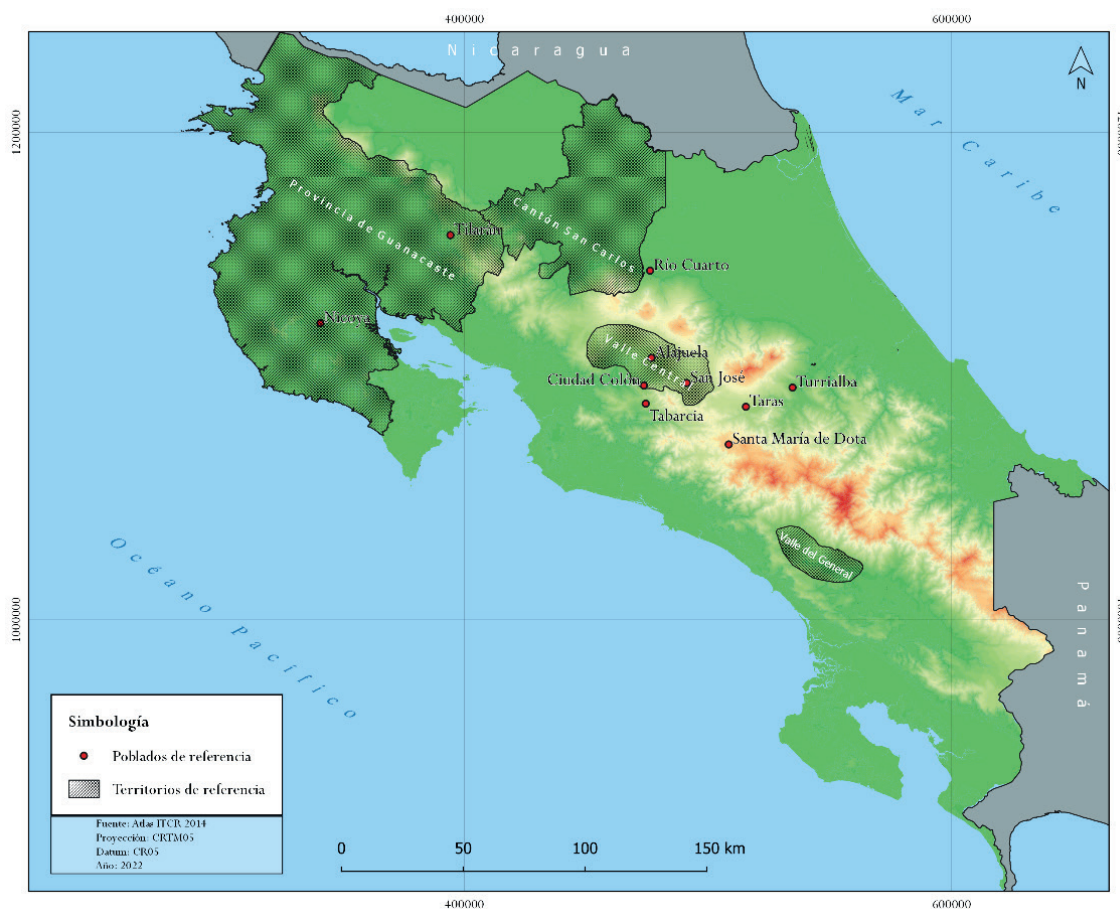 400000
600000
Nicaragua
N
Mar Caribe
1200000
Provincia de Guanacaste
Cantón San Carlos
Tilarán
Río Cuarto
Nicoya
Valle Central
Alajuela
San José
Ciudad Colón
Turrialba
Tabarcia
Taras
Santa María de Dota
Valle del General
Océano Pacífico
Panamá
1000000
Simbología
Poblados de referencia
Territorios de referencia
Fuente: Atlas ITCR 2014
Proyección: CRTM05
Datum: CR05
Año: 2022
0 50 100 150 km
400000
600000